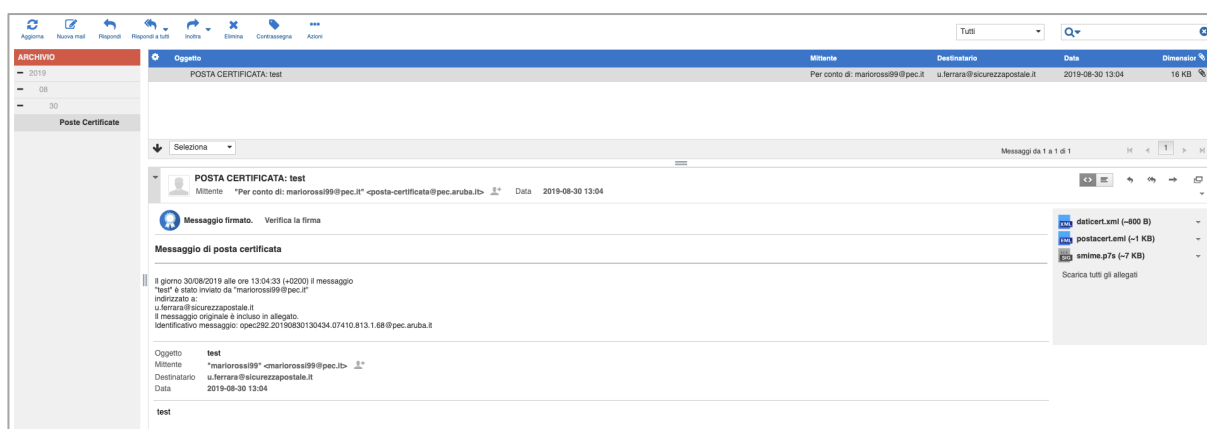 Aggiorna Nuova mail Rispondi Rispondi a tutti Inoltra Elimina Contrassegna Azioni Tutti
ARCHIVIO
2019
08
30
Poste Certificate
Oggetto Mittente Destinatario Data Dimension
POSTA CERTIFICATA: test Per conto di: mariorossi99@pec.it u.ferrara@sicurezzapostale.it 2019-08-30 13:04 16 KB
Seleziona Messaggi da 1 a 1 di 1 1
POSTA CERTIFICATA: test
Mittente "Per conto di: mariorossi99@pec.it" <posta-certificata@pec.aruba.it> Data 2019-08-30 13:04
Messaggio firmato. Verifica la firma
Messaggio di posta certificata
Il giorno 30/08/2019 alle ore 13:04:33 (+0200) il messaggio
"test" è stato inviato da "mariorossi99@pec.it"
indirizzato a:
u.ferrara@sicurezzapostale.it
Il messaggio originale è incluso in allegato.
Identificativo messaggio: opec292.20190830130434.07410.813.1.68@pec.aruba.it
Oggetto test
Mittente "mariorossi99" <mariorossi99@pec.it>
Destinatario u.ferrara@sicurezzapostale.it
Data 2019-08-30 13:04
test
XML daticert.xml (~800 B)
EML postacert.eml (~1 KB)
SIG smime.p7s (~7 KB)
Scarica tutti gli allegati